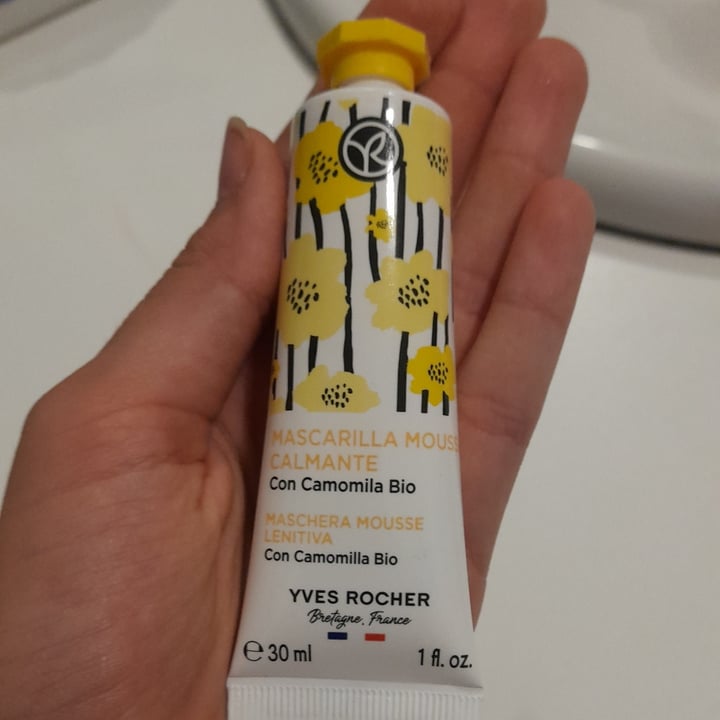 MASCARILLA MOUSS
CALMANTE
Con Camomila Bio
MASCHERA MOUSSE
LENITIVA
Con Camomilla Bio
YVES ROCHER
Bretagne, France
℮ 30 ml 1 fl. oz.